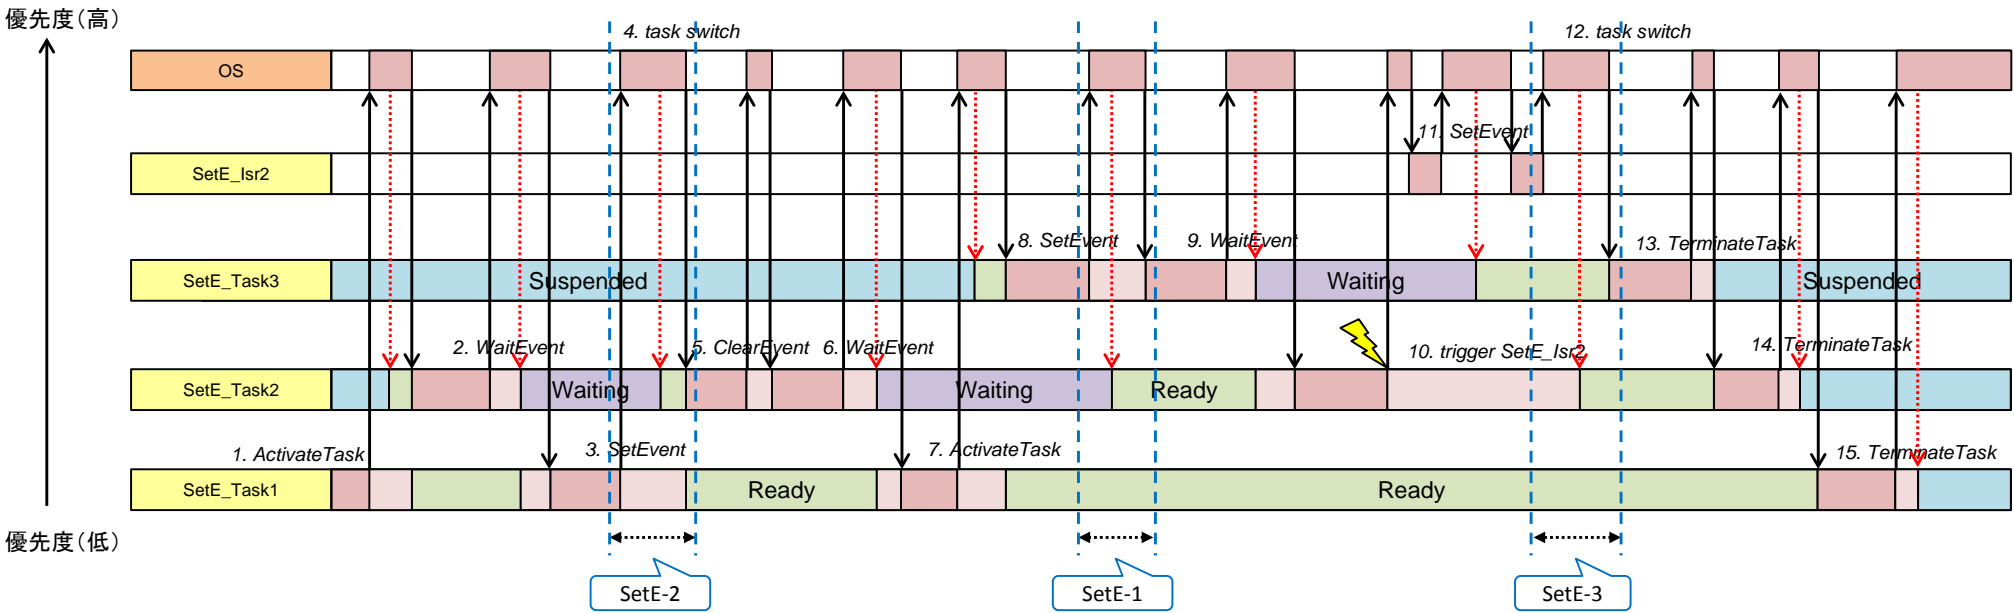 優先度(高)
4. task switch
12. task switch
OS
11. SetEvent
SetE_Isr2
8. SetEvent
9. WaitEvent
13. TerminateTask
SetE_Task3
Suspended
Waiting
Suspended
2. WaitEvent
5. ClearEvent
6. WaitEvent
10. trigger SetE_Isr2
14. TerminateTask
SetE_Task2
Waiting
Waiting
Ready
1. ActivateTask
3. SetEvent
7. ActivateTask
15. TerminateTask
SetE_Task1
Ready
Ready
優先度(低)
SetE-2
SetE-1
SetE-3